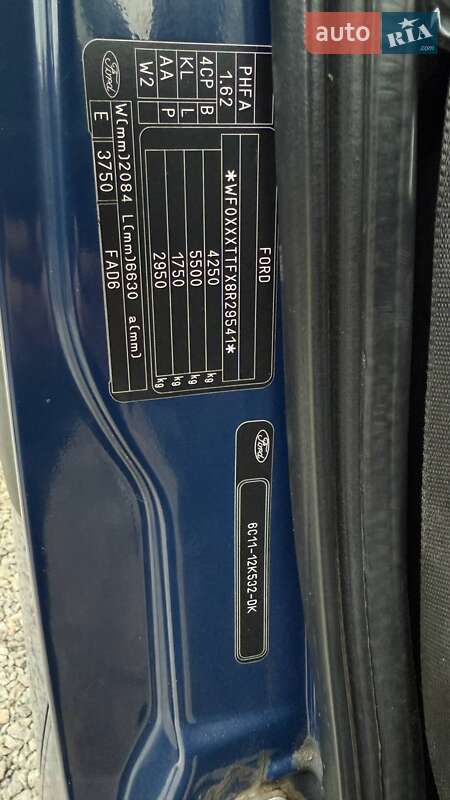 auto RIA.com
Ford
FORD
*WF0XXXTTFX8R29541*
4250 kg
5500 kg
1750 kg
2950 kg
PHFA
1.62
4CP B
KL L
AA
W2 P
W(mm)2084 L(mm)6630 a(mm)
E 3750 FAD6
Ford
6C11-12K532-DK